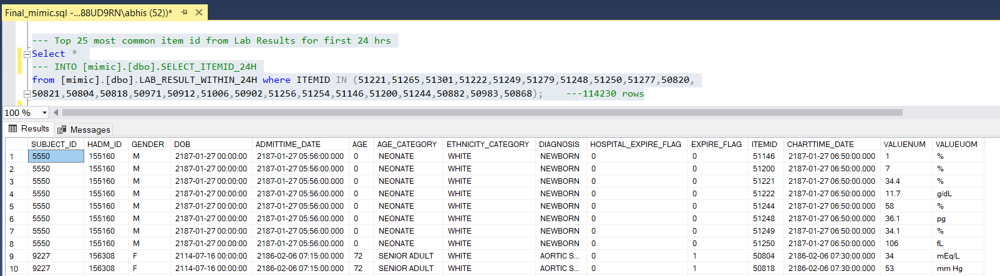 Final_mimic.sql -...88UD9RN\abhis (52))*
--- Top 25 most common item id from Lab Results for first 24 hrs
Select *
--- INTO [mimic].[dbo].SELECT_ITEMID_24H
from [mimic].[dbo].LAB_RESULT_WITHIN_24H where ITEMID IN (51221,51265,51301,51222,51249,51279,51248,51250,51277,50820,
50821,50804,50818,50971,50912,51006,50902,51256,51254,51146,51200,51244,50882,50983,50868);    ---114230 rows
100 %
Results Messages
SUBJECT_ID HADM_ID GENDER DOB ADMITTIME_DATE AGE AGE_CATEGORY ETHNICITY_CATEGORY DIAGNOSIS HOSPITAL_EXPIRE_FLAG EXPIRE_FLAG ITEMID CHARTTIME_DATE VALUENUM VALUEUOM
1 5550 155160 M 2187-01-27 00:00:00 2187-01-27 05:56:00.000 0 NEONATE WHITE NEWBORN 0 0 51146 2187-01-27 06:50:00.000 1 %
2 5550 155160 M 2187-01-27 00:00:00 2187-01-27 05:56:00.000 0 NEONATE WHITE NEWBORN 0 0 51200 2187-01-27 06:50:00.000 7 %
3 5550 155160 M 2187-01-27 00:00:00 2187-01-27 05:56:00.000 0 NEONATE WHITE NEWBORN 0 0 51221 2187-01-27 06:50:00.000 34.4 %
4 5550 155160 M 2187-01-27 00:00:00 2187-01-27 05:56:00.000 0 NEONATE WHITE NEWBORN 0 0 51222 2187-01-27 06:50:00.000 11.7 g/dL
5 5550 155160 M 2187-01-27 00:00:00 2187-01-27 05:56:00.000 0 NEONATE WHITE NEWBORN 0 0 51244 2187-01-27 06:50:00.000 58 %
6 5550 155160 M 2187-01-27 00:00:00 2187-01-27 05:56:00.000 0 NEONATE WHITE NEWBORN 0 0 51248 2187-01-27 06:50:00.000 36.1 pg
7 5550 155160 M 2187-01-27 00:00:00 2187-01-27 05:56:00.000 0 NEONATE WHITE NEWBORN 0 0 51249 2187-01-27 06:50:00.000 34.1 %
8 5550 155160 M 2187-01-27 00:00:00 2187-01-27 05:56:00.000 0 NEONATE WHITE NEWBORN 0 0 51250 2187-01-27 06:50:00.000 106 fL
9 9227 156308 F 2114-07-16 00:00:00 2186-02-06 07:15:00.000 72 SENIOR ADULT WHITE AORTIC S... 0 1 50804 2186-02-06 07:30:00.000 34 mEq/L
10 9227 156308 F 2114-07-16 00:00:00 2186-02-06 07:15:00.000 72 SENIOR ADULT WHITE AORTIC S... 0 1 50818 2186-02-06 07:30:00.000 53 mm Hg